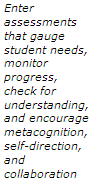 Enter
assessments
that gauge
student needs,
monitor
progress,
check for
understanding,
and encourage
metacognition,
self-direction,
and
collaboration